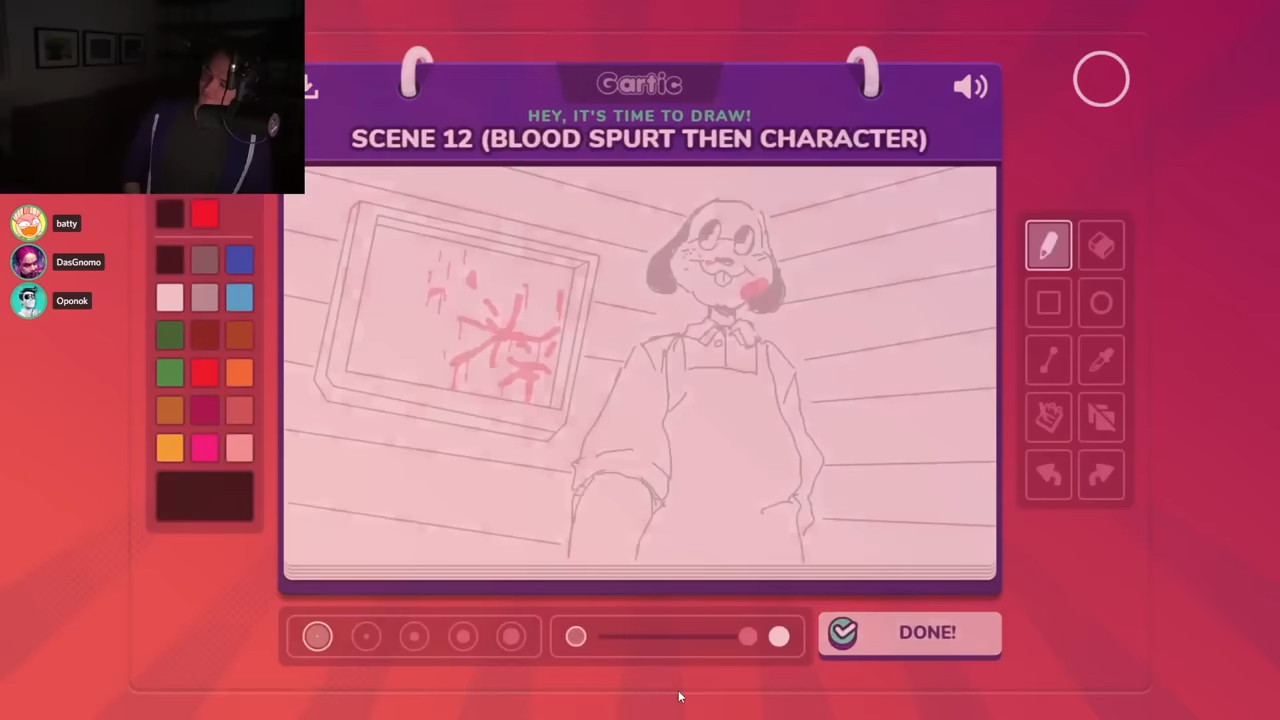 Gartic
HEY, IT'S TIME TO DRAW!
SCENE 12 (BLOOD SPURT THEN CHARACTER)
batty
DasGnomo
Oponok
DONE!